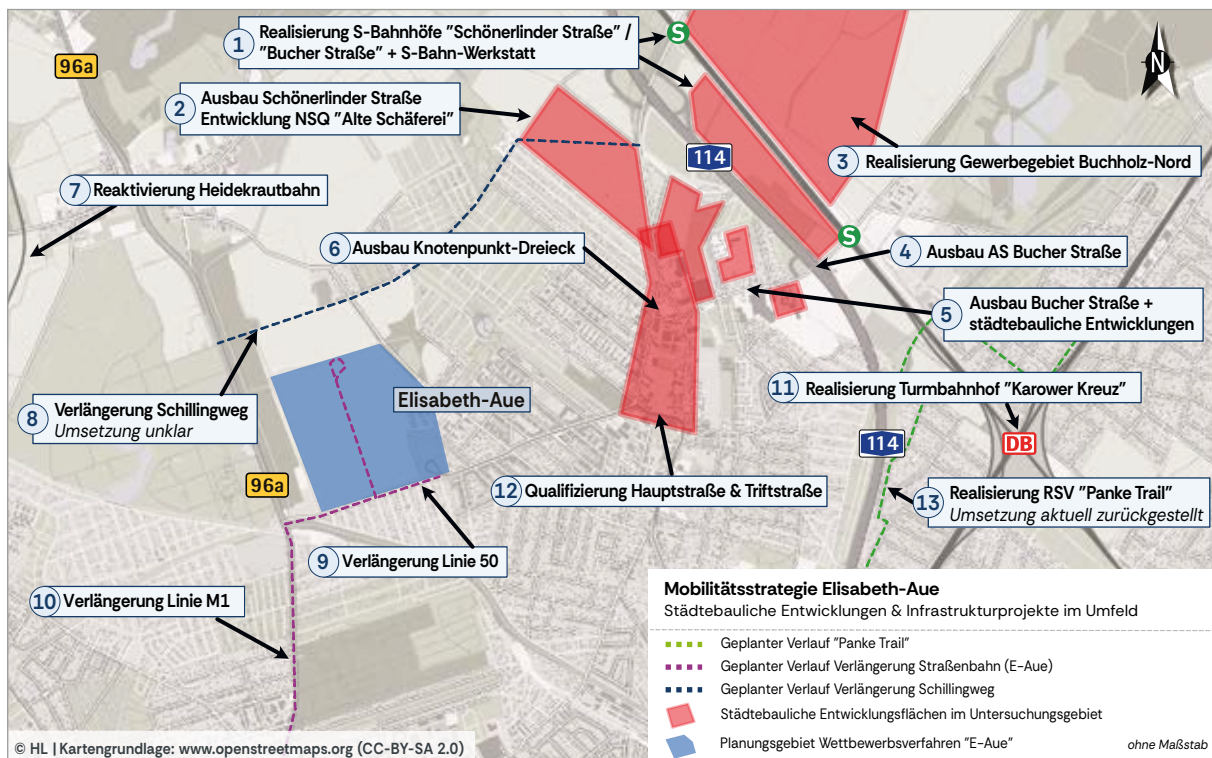 1 Realisierung S-Bahnhöfe "Schönerlinder Straße" /
"Bucher Straße" + S-Bahn-Werkstatt
S
N
96a
2 Ausbau Schönerlinder Straße
Entwicklung NSQ "Alte Schäferei"
114
3 Realisierung Gewerbegebiet Buchholz-Nord
7 Reaktivierung Heidekrautbahn
6 Ausbau Knotenpunkt-Dreieck
S
4 Ausbau AS Bucher Straße
5 Ausbau Bucher Straße +
städtebauliche Entwicklungen
11 Realisierung Turmbahnhof "Karower Kreuz"
Elisabeth-Aue
8 Verlängerung Schillingweg
Umsetzung unklar
114
DB
96a
12 Qualifizierung Hauptstraße & Triftstraße
13 Realisierung RSV "Panke Trail"
Umsetzung aktuell zurückgestellt
9 Verlängerung Linie 50
10 Verlängerung Linie M1
Mobilitätsstrategie Elisabeth-Aue
Städtebauliche Entwicklungen & Infrastrukturprojekte im Umfeld
Geplanter Verlauf "Panke Trail"
Geplanter Verlauf Verlängerung Straßenbahn (E-Aue)
Geplanter Verlauf Verlängerung Schillingweg
Städtebauliche Entwicklungsflächen im Untersuchungsgebiet
Planungsgebiet Wettbewerbsverfahren "E-Aue"
ohne Maßstab
© HL | Kartengrundlage: www.openstreetmaps.org (CC-BY-SA 2.0)